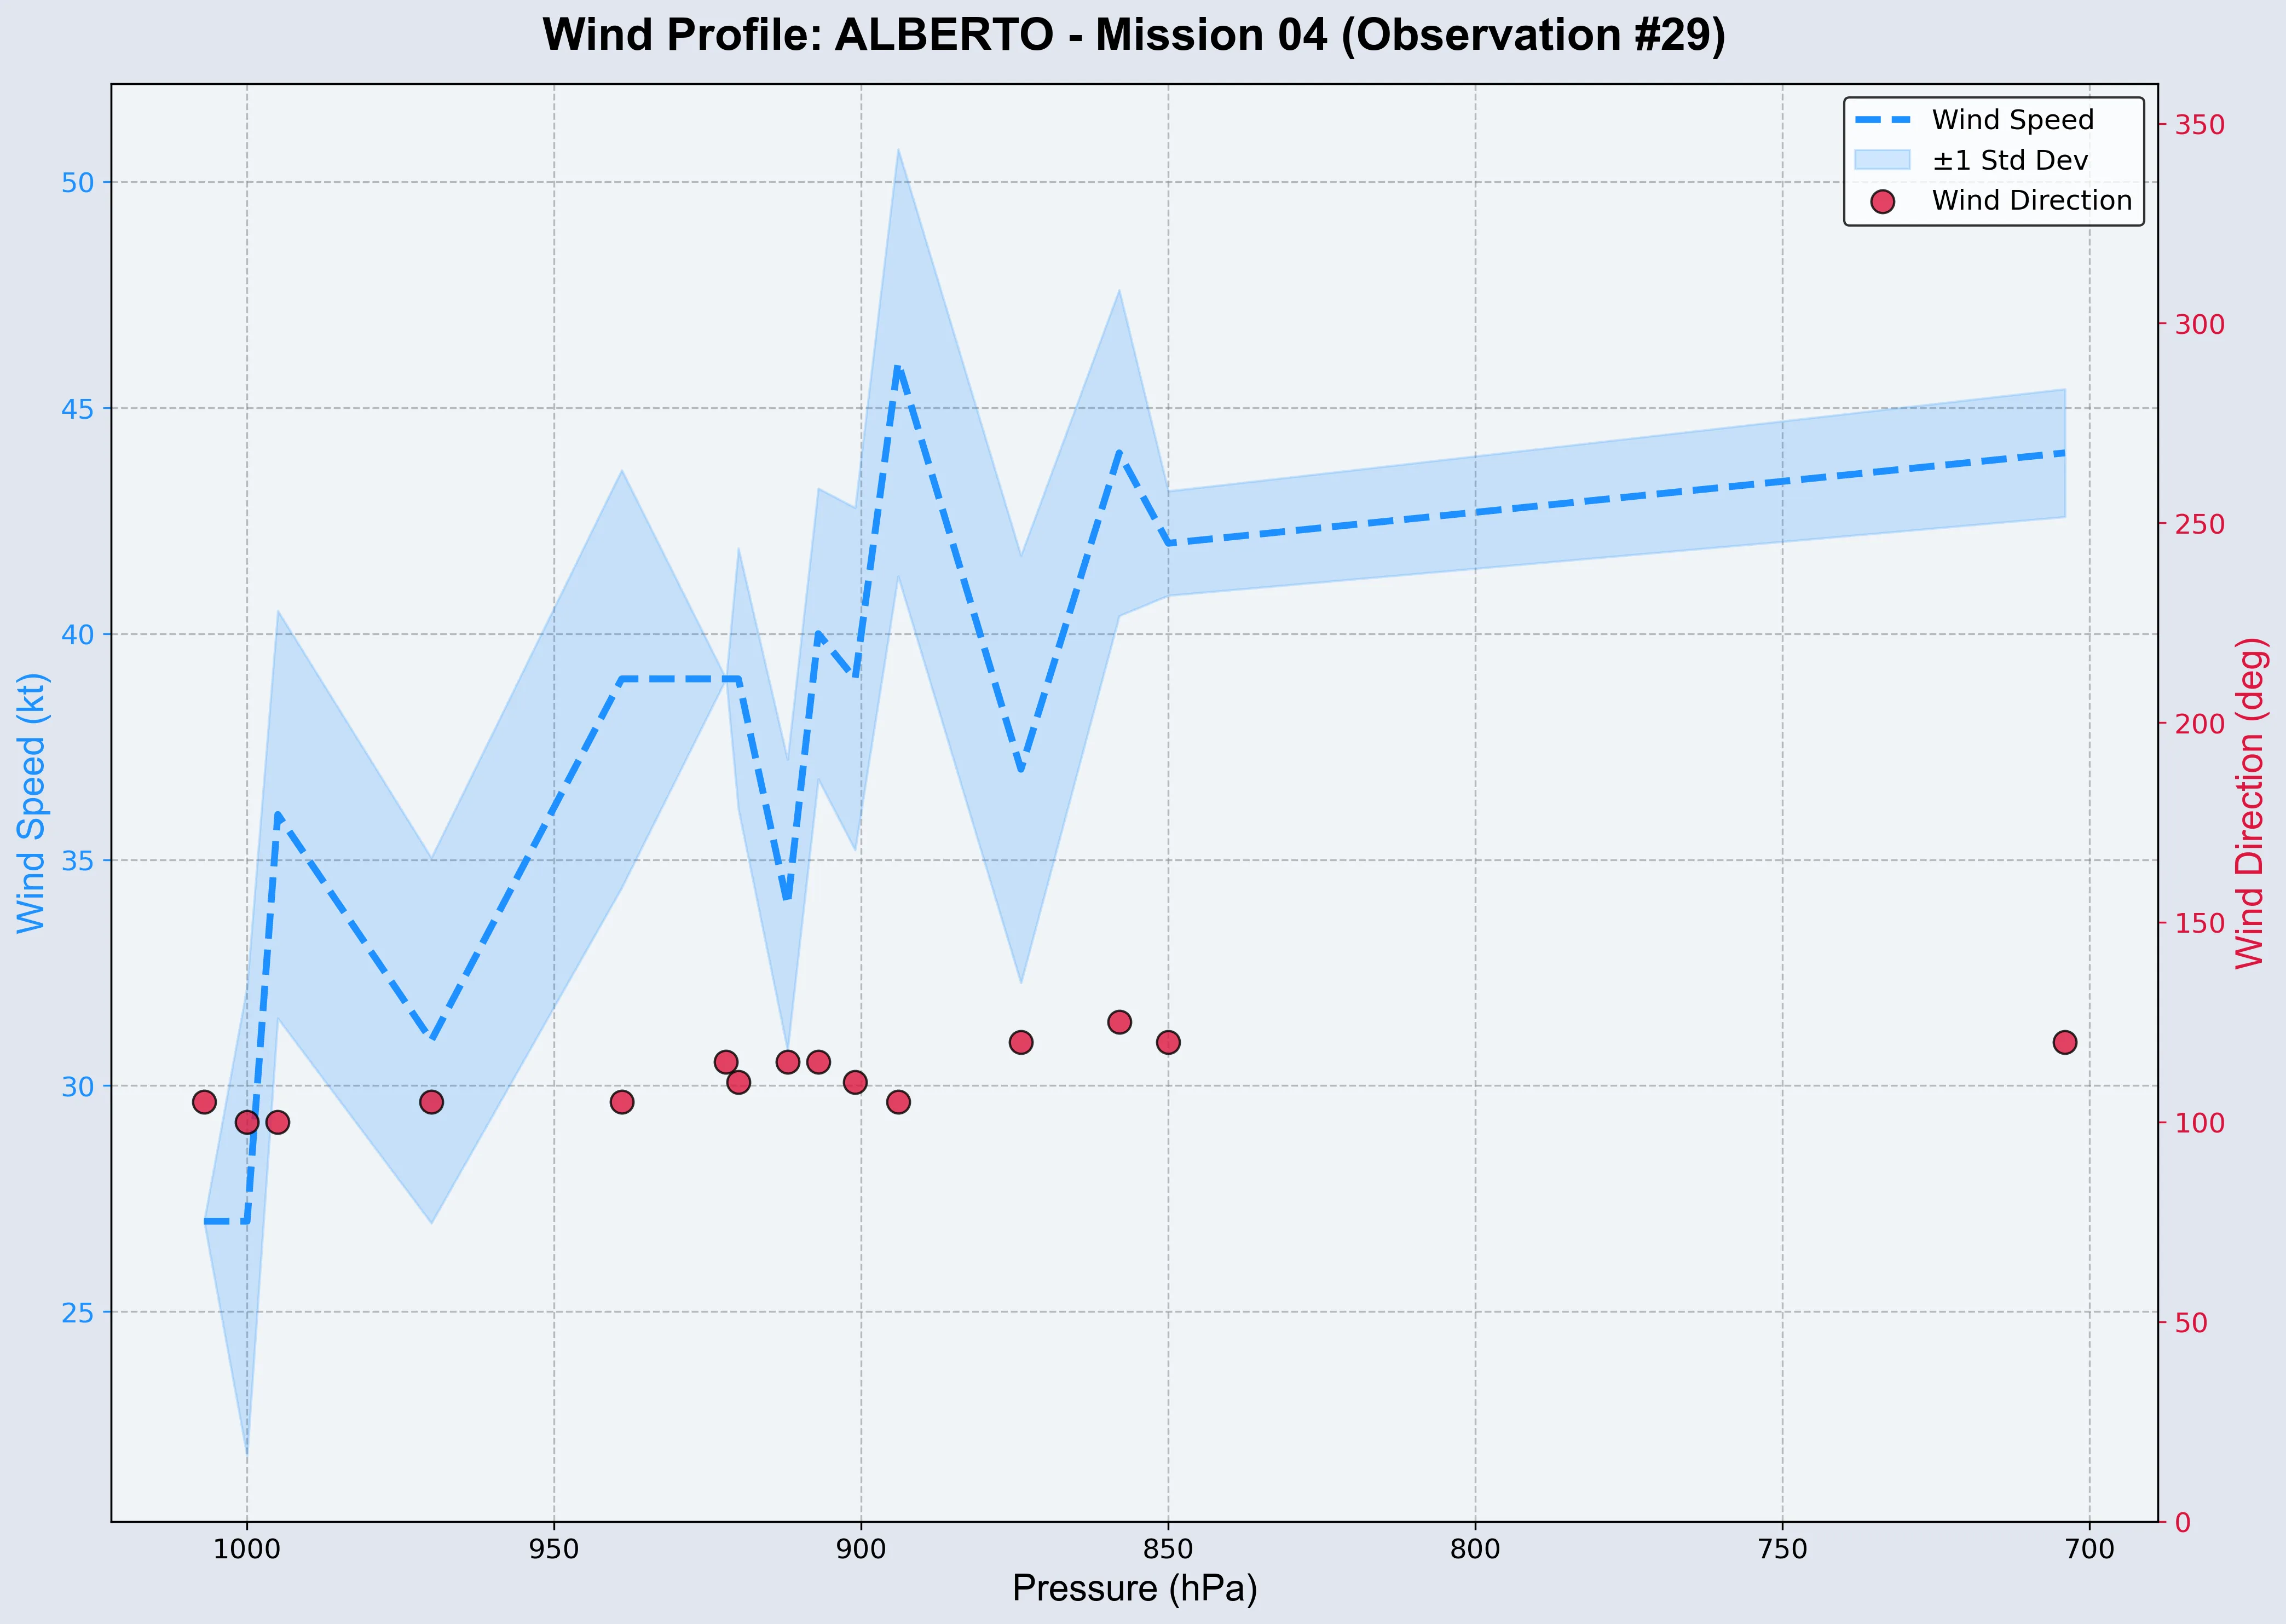 Wind Profile: ALBERTO - Mission 04 (Observation #29)
Wind Speed
±1 Std Dev
Wind Direction
50
45
40
35
30
25
Wind Speed (kt)
350
300
250
200
150
100
50
0
Wind Direction (deg)
1000 950 900 850 800 750 700
Pressure (hPa)